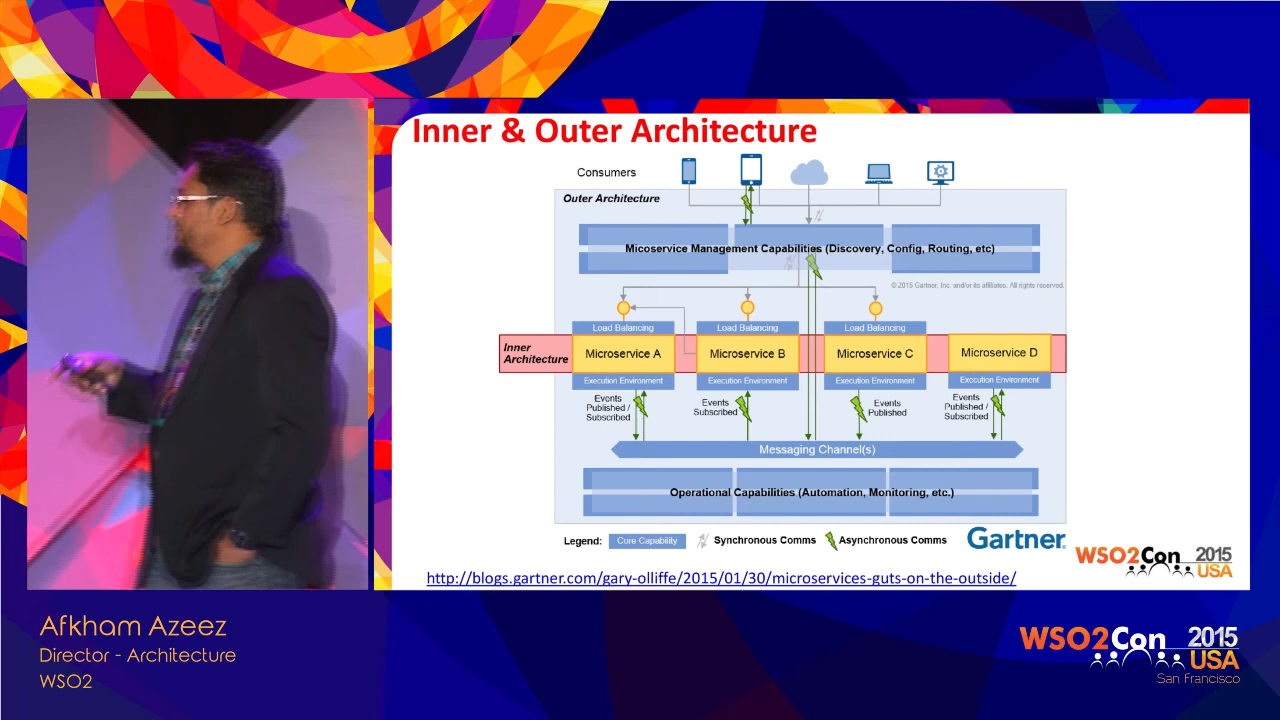 Inner & Outer Architecture
Consumers
Outer Architecture
Micoservice Management Capabilities (Discovery, Config, Routing, etc)
© 2015 Gartner, Inc. and/or its affiliates. All rights reserved.
Load Balancing
Load Balancing
Load Balancing
Inner
Architecture
Microservice A
Microservice B
Microservice C
Microservice D
Execution Environment
Execution Environment
Execution Environment
Execution Environment
Events
Published /
Subscribed
Events
Subscribed
Events
Published
Events
Published /
Subscribed
Messaging Channel(s)
Operational Capabilities (Automation, Monitoring, etc.)
Legend:
Core Capability
Synchronous Comms
Asynchronous Comms
Gartner
WSO2Con 2015
USA
http://blogs.gartner.com/gary-olliffe/2015/01/30/microservices-guts-on-the-outside/
Afkham Azeez
Director - Architecture
WSO2
WSO2Con 2015
USA
San Francisco